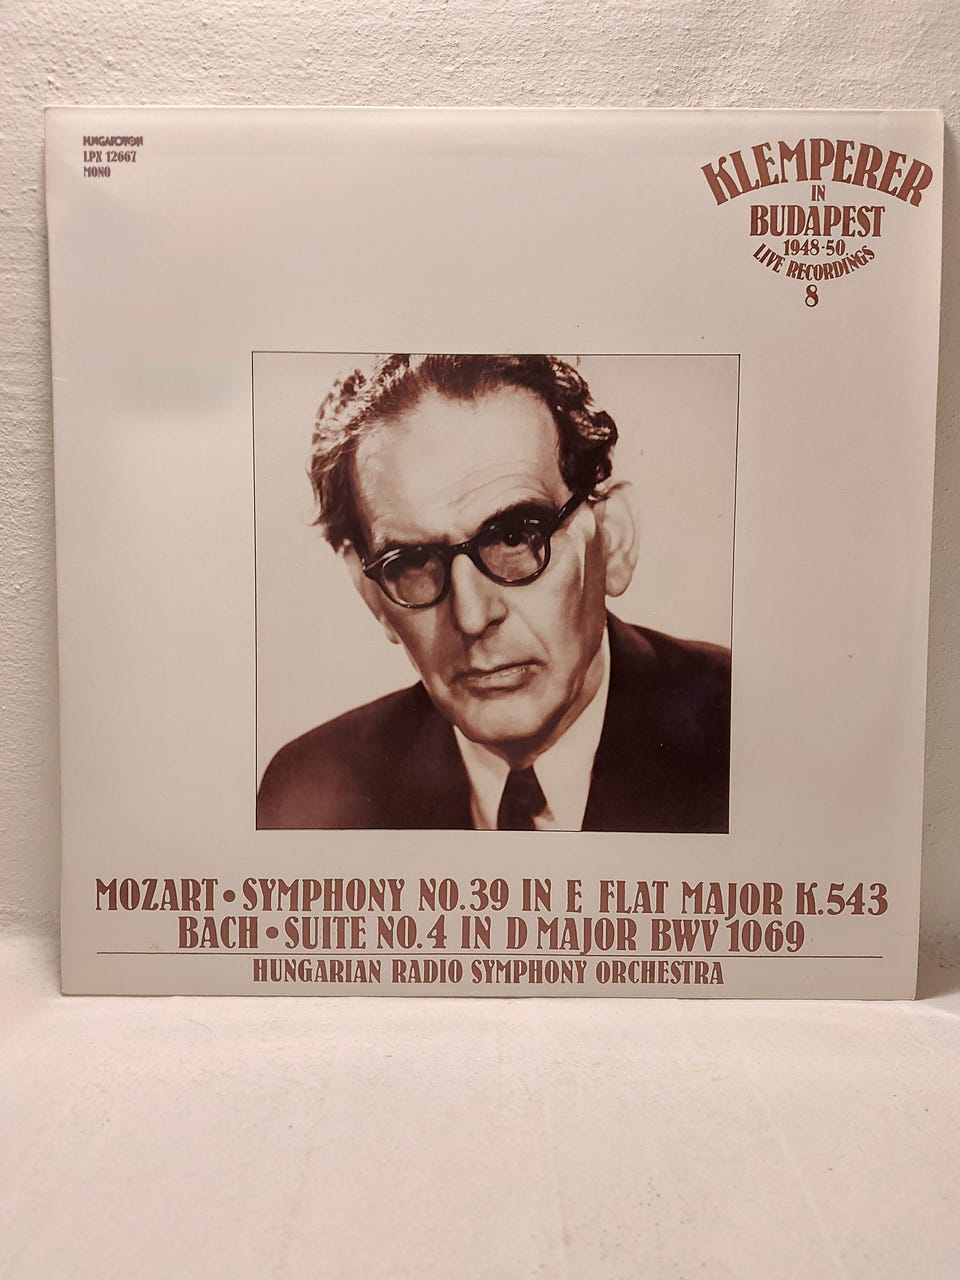 HUNGAROTON
LPX 12667
MONO
KLEMPERER
IN
BUDAPEST
1948-50
LIVE RECORDINGS
8
MOZART • SYMPHONY NO.39 IN E FLAT MAJOR K.543
BACH • SUITE NO.4 IN D MAJOR BWV 1069
HUNGARIAN RADIO SYMPHONY ORCHESTRA